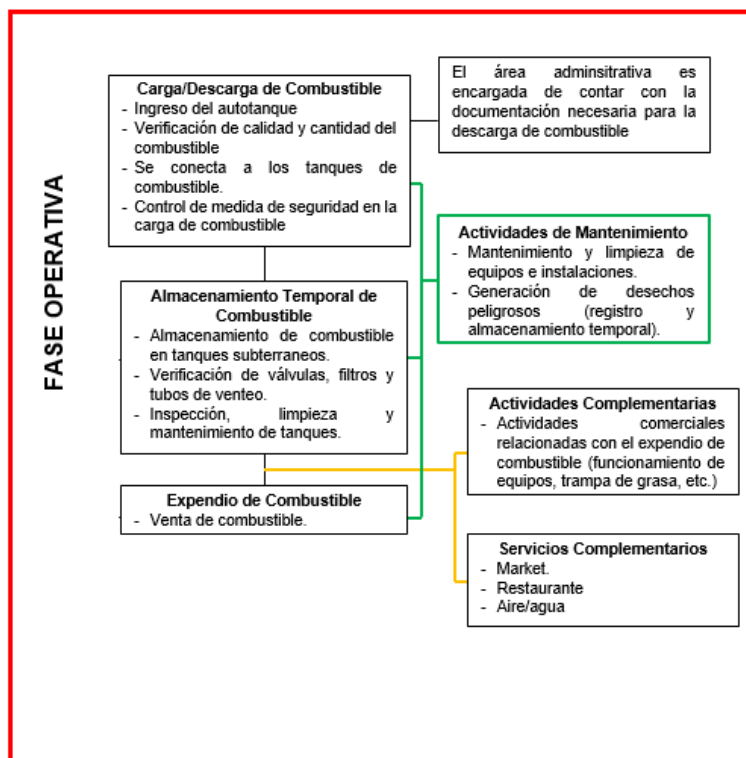 FASE OPERATIVA
Carga/Descarga de Combustible
- Ingreso del autotanque
- Verificación de calidad y cantidad del
combustible
- Se conecta a los tanques de
combustible.
- Control de medida de seguridad en la
carga de combustible
El área adminsitrativa es
encargada de contar con la
documentación necesaria para la
descarga de combustible
Actividades de Mantenimiento
- Mantenimiento y limpieza de
equipos e instalaciones.
- Generación de desechos
peligrosos (registro y
almacenamiento temporal).
Almacenamiento Temporal de
Combustible
- Almacenamiento de combustible
en tanques subterraneos.
- Verificación de válvulas, filtros y
tubos de venteo.
- Inspección, limpieza y
mantenimiento de tanques.
Actividades Complementarias
- Actividades comerciales
relacionadas con el expendio de
combustible (funcionamiento de
equipos, trampa de grasa, etc.)
Expendio de Combustible
- Venta de combustible.
Servicios Complementarios
- Market.
- Restaurante
- Aire/agua